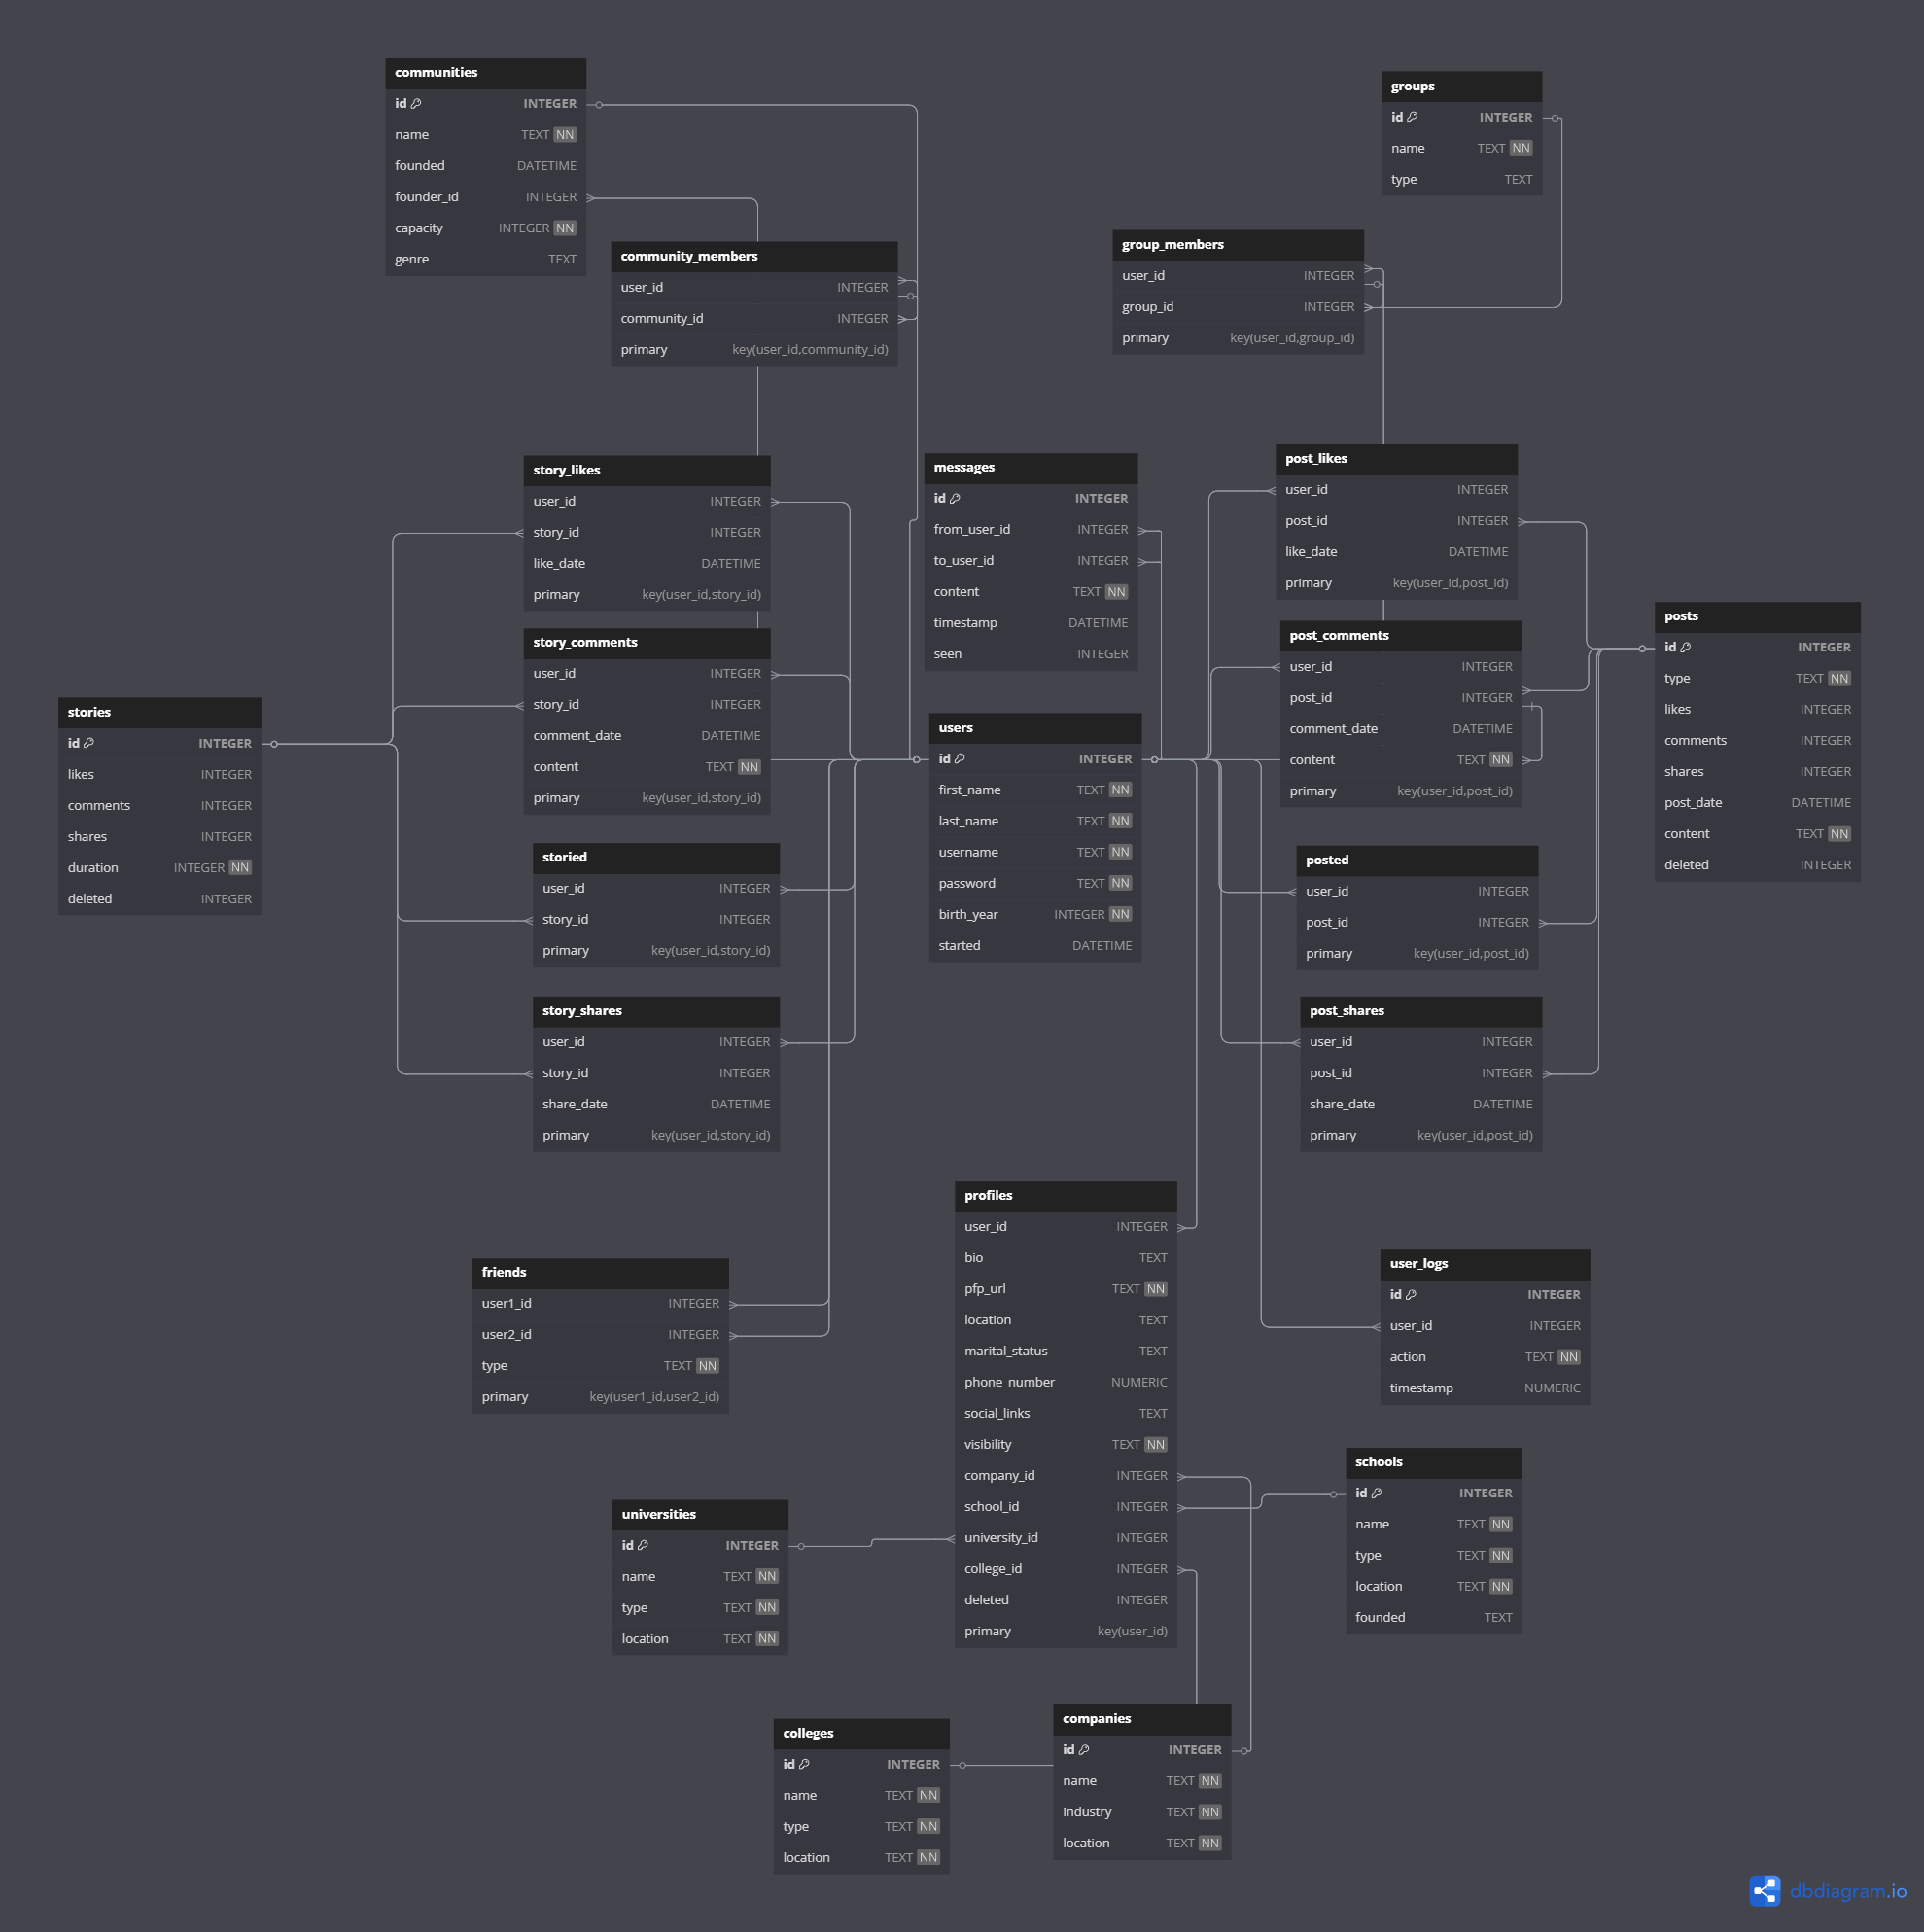 communities
id INTEGER
name TEXT NN
founded DATETIME
founder_id INTEGER
capacity INTEGER NN
genre TEXT
groups
id INTEGER
name TEXT NN
type TEXT
community_members
user_id INTEGER
community_id INTEGER
primary key(user_id,community_id)
group_members
user_id INTEGER
group_id INTEGER
primary key(user_id,group_id)
story_likes
user_id INTEGER
story_id INTEGER
like_date DATETIME
primary key(user_id,story_id)
messages
id INTEGER
from_user_id INTEGER
to_user_id INTEGER
content TEXT NN
timestamp DATETIME
seen INTEGER
post_likes
user_id INTEGER
post_id INTEGER
like_date DATETIME
primary key(user_id,post_id)
story_comments
user_id INTEGER
story_id INTEGER
comment_date DATETIME
content TEXT NN
primary key(user_id,story_id)
post_comments
user_id INTEGER
post_id INTEGER
comment_date DATETIME
content TEXT NN
primary key(user_id,post_id)
posts
id INTEGER
type TEXT NN
likes INTEGER
comments INTEGER
shares INTEGER
post_date DATETIME
content TEXT NN
deleted INTEGER
stories
id INTEGER
likes INTEGER
comments INTEGER
shares INTEGER
duration INTEGER NN
deleted INTEGER
users
id INTEGER
first_name TEXT NN
last_name TEXT NN
username TEXT NN
password TEXT NN
birth_year INTEGER NN
started DATETIME
storied
user_id INTEGER
story_id INTEGER
primary key(user_id,story_id)
posted
user_id INTEGER
post_id INTEGER
primary key(user_id,post_id)
story_shares
user_id INTEGER
story_id INTEGER
share_date DATETIME
primary key(user_id,story_id)
post_shares
user_id INTEGER
post_id INTEGER
share_date DATETIME
primary key(user_id,post_id)
profiles
user_id INTEGER
bio TEXT
pfp_url TEXT NN
location TEXT
marital_status TEXT
phone_number NUMERIC
social_links TEXT
visibility TEXT NN
company_id INTEGER
school_id INTEGER
university_id INTEGER
college_id INTEGER
deleted INTEGER
primary key(user_id)
friends
user1_id INTEGER
user2_id INTEGER
type TEXT NN
primary key(user1_id,user2_id)
user_logs
id INTEGER
user_id INTEGER
action TEXT NN
timestamp NUMERIC
schools
id INTEGER
name TEXT NN
type TEXT NN
location TEXT NN
founded TEXT
universities
id INTEGER
name TEXT NN
type TEXT NN
location TEXT NN
colleges
id INTEGER
name TEXT NN
type TEXT NN
location TEXT NN
companies
id INTEGER
name TEXT NN
industry TEXT NN
location TEXT NN
dbdiagram.io